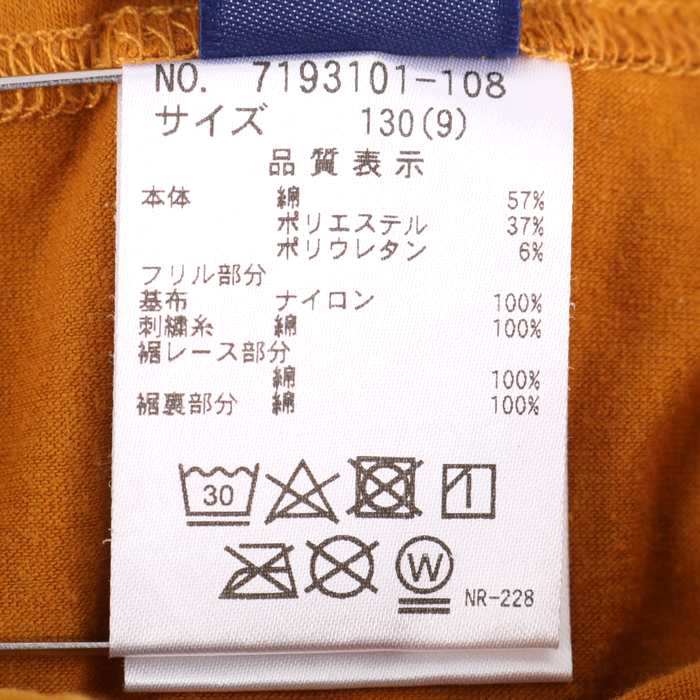 NO. 7193101-108
サイズ 130(9)
品質表示
本体 綿 57%
ポリエステル 37%
ポリウレタン 6%
フリル部分
基布 ナイロン 100%
刺繍糸 綿 100%
裾レース部分
綿 100%
裾裏部分 綿 100%
30
W NR-228